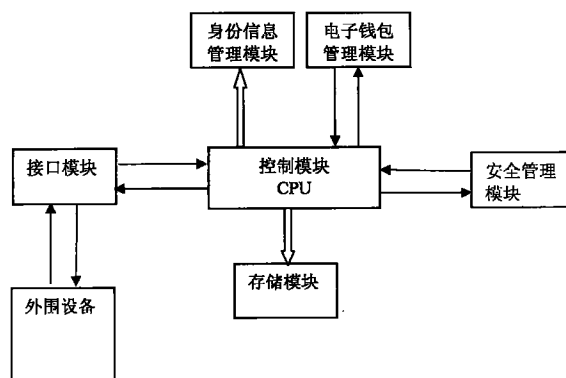 身份信息
管理模块
电子钱包
管理模块
接口模块
控制模块
CPU
安全管理
模块
存储模块
外围设备